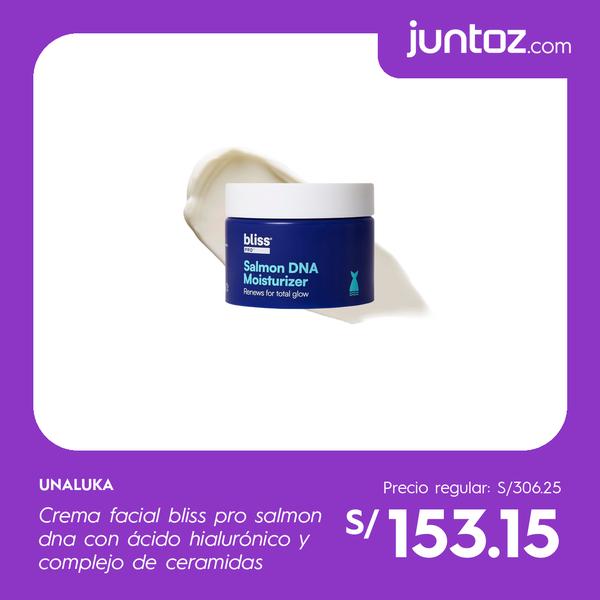 juntoz.com
bliss®
PRO
Salmon DNA
Moisturizer
Renews for total glow
UNALUKA
Crema facial bliss pro salmon
dna con ácido hialurónico y
complejo de ceramidas
Precio regular: S/306.25
S/153.15